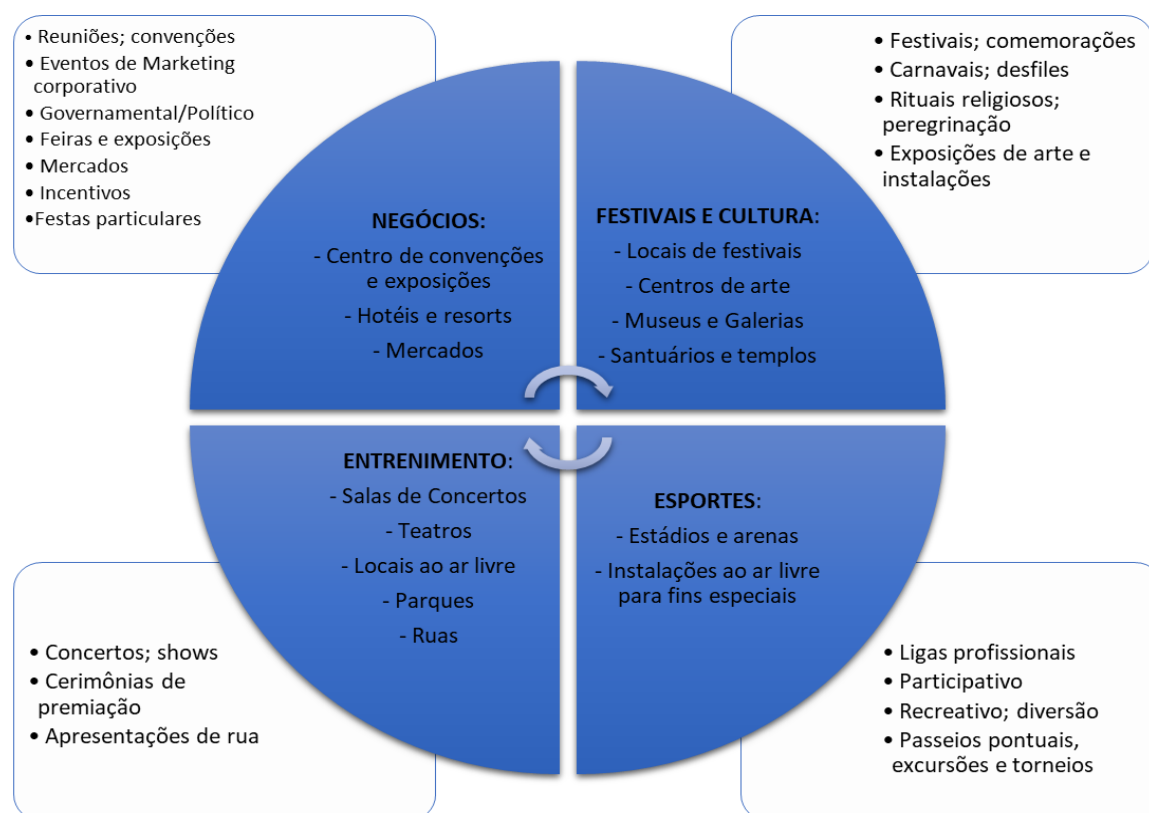 • Reuniões; convenções
• Eventos de Marketing
corporativo
• Governamental/Político
• Feiras e exposições
• Mercados
• Incentivos
•Festas particulares
• Festivais; comemorações
• Carnavais; desfiles
• Rituais religiosos;
peregrinação
• Exposições de arte e
instalações
NEGÓCIOS:
- Centro de convenções
e exposições
- Hotéis e resorts
- Mercados
FESTIVAIS E CULTURA:
- Locais de festivais
- Centros de arte
- Museus e Galerias
- Santuários e templos
ENTRENIMENTO:
- Salas de Concertos
- Teatros
- Locais ao ar livre
- Parques
- Ruas
ESPORTES:
- Estádios e arenas
- Instalações ao ar livre
para fins especiais
• Concertos; shows
• Cerimônias de
premiação
• Apresentações de rua
• Ligas profissionais
• Participativo
• Recreativo; diversão
• Passeios pontuais,
excursões e torneios